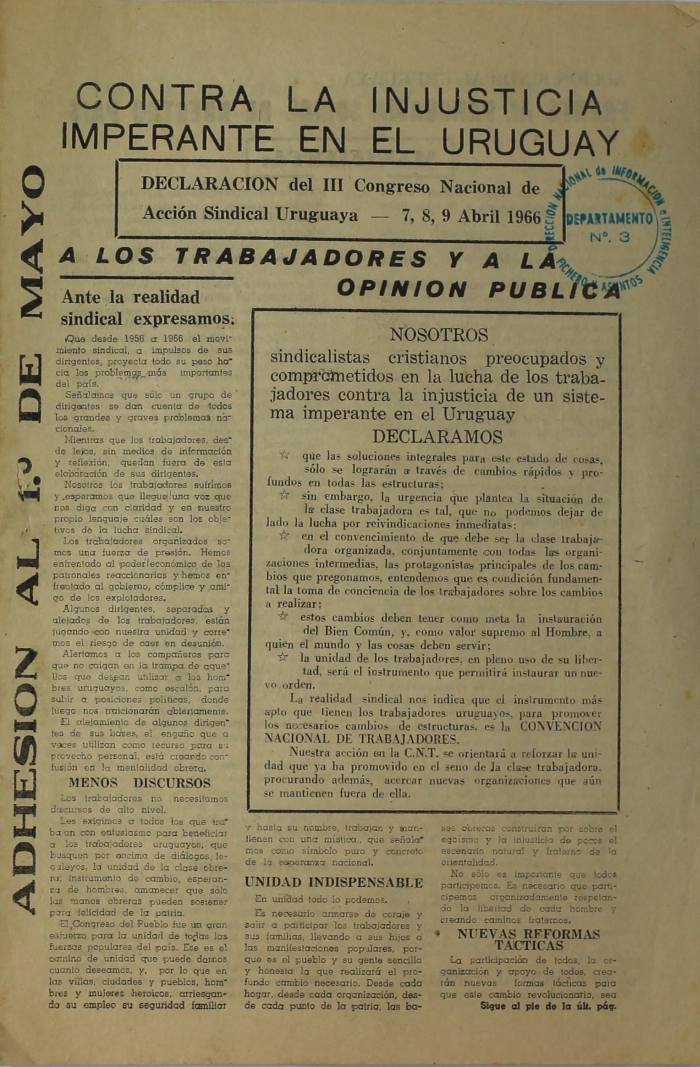 CONTRA LA INJUSTICIA
IMPERANTE EN EL URUGUAY
DECLARACION del III Congreso Nacional de
Acción Sindical Uruguaya — 7, 8, 9 Abril 1966
DIRECCION NACIONAL de INFORMACION e INTELIGENCIA
DEPARTAMENTO
Nº. 3
FICHERO ASUNTOS
ADHESION AL 1.º DE MAYO
A LOS TRABAJADORES Y A LA
OPINION PUBLICA
Ante la realidad
sindical expresamos:
Que desde 1956 a 1966 el movi-
miento sindical, a impulsos de sus
dirigentes, proyecta todo su peso ha-
cia los problemas más importantes
del país.
Señalamos que sólo un grupo de
dirigentes se dan cuenta de todos
los grandes y graves problemas na-
cionales.
Mientras que los trabajadores, des-
de lejos, sin medios de información
y reflexión, quedan fuera de esta
elaboración de sus dirigentes.
Nosotros los trabajadores sufrimos
y esperamos que llegue una voz que
nos diga con claridad y en nuestro
propio lenguaje cuáles son los obje-
tivos de la lucha sindical.
Los trabajadores organizados so-
mos una fuerza de presión. Hemos
enfrentado al poder económico de las
patronales reaccionarias y hemos en-
frentado al gobierno, cómplice y ami-
go de los explotadores.
Algunos dirigentes, separados y
alejados de los trabajadores, están
jugando con nuestra unidad y corre-
mos el riesgo de caer en desunión.
Alertamos a los compañeros para
que no caigan en la trampa de aque-
llos que despan utilizar a los hom-
bres uruguayos, como escalón, para
subir a posiciones políticas, donde
luego nos traicionarán abiertamente.
El alejamiento de algunos dirigen-
tes de sus bases, el engaño que a
veces utilizan como recurso para su
provecho personal, está creando con-
fusión en la mentalidad obrera.
MENOS DISCURSOS
Los trabajadores no necesitamos
discursos de alto nivel.
Les exigimos a todos los que tra-
bajan con entusiasmo para beneficiar
a los trabajadores uruguayos, que
busquen por encima de diálogos, le-
guleyos, la unidad de la clase obre-
ra, instrumento de cambio, esperan-
za de hombres, amanecer que sólo
las manos obreras pueden sostener
para felicidad de la patria.
El Congreso del Pueblo fue un gran
esfuerzo para la unidad de todas las
fuerzas populares del país. Ese es el
camino de unidad que puede darnos
cuanto deseamos, y, por lo que en
las villas, ciudades y pueblos, hom-
bres y mujeres heroicos, arriesgan-
do su empleo su seguridad familiar
NOSOTROS
sindicalistas cristianos preocupados y
comprometidos en la lucha de los traba-
jadores contra la injusticia de un siste-
ma imperante en el Uruguay
DECLARAMOS
☆ que las soluciones integrales para este estado de cosas,
sólo se lograrán a través de cambios rápidos y pro-
fundos en todas las estructuras;
☆ sin embargo, la urgencia que plantea la situación de
la clase trabajadora es tal, que no podemos dejar de
lado la lucha por reivindicaciones inmediatas;
☆ en el convencimiento de que debe ser la clase trabaja-
dora organizada, conjuntamente con todas las organi-
zaciones intermedias, las protagonistas principales de los cam-
bios que pregonamos, entendemos que es condición fundamen-
tal la toma de conciencia de los trabajadores sobre los cambios
a realizar;
☆ estos cambios deben tener como meta la instauración
del Bien Común, y, como valor supremo al Hombre, a
quien el mundo y las cosas deben servir;
☆ la unidad de los trabajadores, en pleno uso de su liber-
tad, será el instrumento que permitirá instaurar un nue-
vo orden.
La realidad sindical nos indica que el instrumento más
apto que tienen los trabajadores uruguayos, para promover
los necesarios cambios de estructuras, es la CONVENCION
NACIONAL DE TRABAJADORES.
Nuestra acción en la C.N.T. se orientará a reforzar la uni-
dad que ya ha promovido en el seno de la clase trabajadora,
procurando además, acercar nuevas organizaciones que aún
se mantienen fuera de ella.
y hasta su nombre, trabajan y man-
tienen con una mística, que señala-
mos como símbolo puro y concreto
de la esperanza nacional.
UNIDAD INDISPENSABLE
En unidad todo lo podemos.
Es necesario armarse de coraje y
salir a participar los trabajadores y
sus familias, llevando a sus hijos a
las manifestaciones populares, por-
que es el pueblo y su gente sencilla
y honesta la que realizará el pro-
fundo cambio necesario. Desde cada
hogar, desde cada organización, des-
de cada punto de la patria, las ba-
ses obreras construirán por sobre el
egoísmo y la injusticia de pocos el
escenario natural y fraterno de la
orientalidad.
No sólo es importante que todos
participemos. Es necesario que parti-
cipemos organizadamente respetan-
do la libertad de cada hombre y
creando caminos fraternos.
NUEVAS REFORMAS
TACTICAS
La participación de todos, la or-
ganización y apoyo de todos, crea-
rán nuevas formas tácticas para
que este cambio revolucionario, sea
Sigue al pie de la últ. pág.